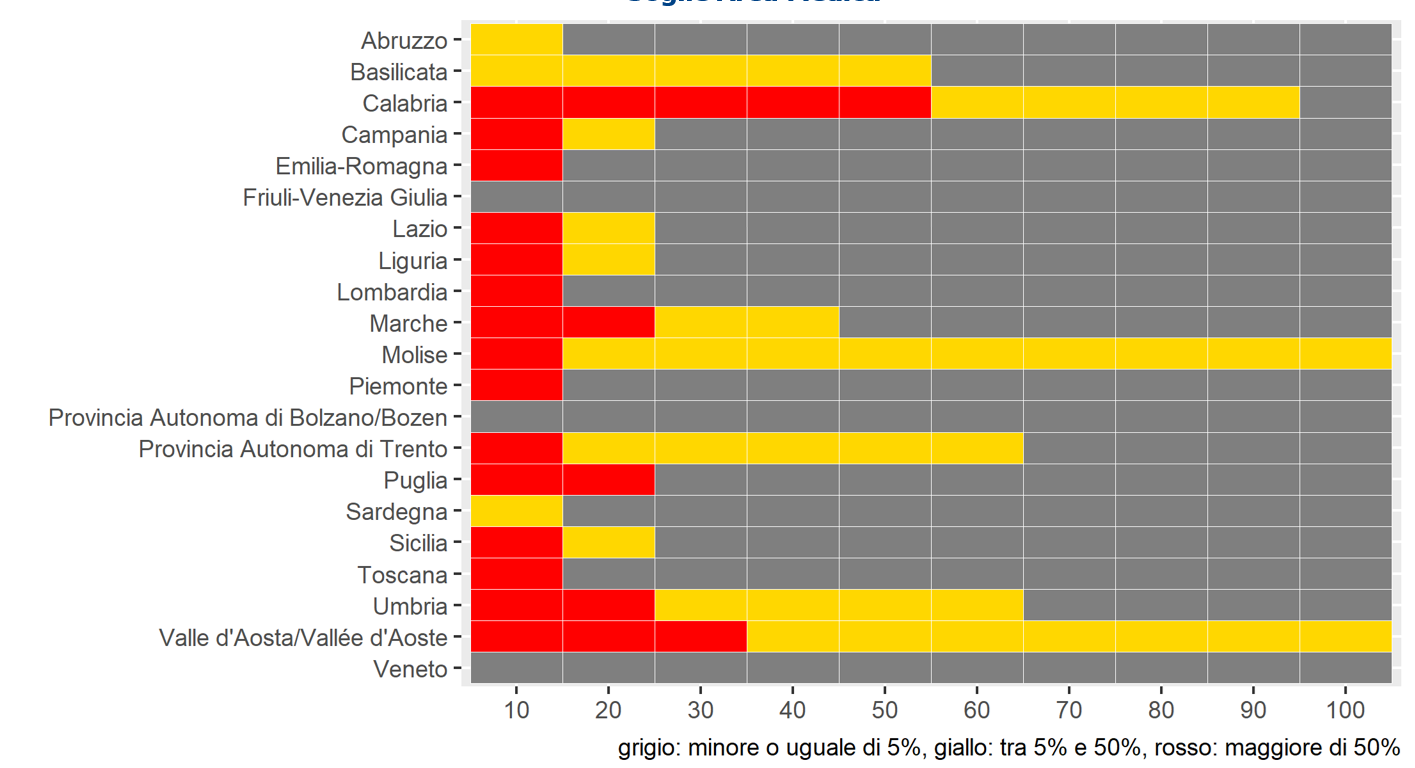 Abruzzo
Basilicata
Calabria
Campania
Emilia-Romagna
Friuli-Venezia Giulia
Lazio
Liguria
Lombardia
Marche
Molise
Piemonte
Provincia Autonoma di Bolzano/Bozen
Provincia Autonoma di Trento
Puglia
Sardegna
Sicilia
Toscana
Umbria
Valle d'Aosta/Vallée d'Aoste
Veneto
10 20 30 40 50 60 70 80 90 100
grigio: minore o uguale di 5%, giallo: tra 5% e 50%, rosso: maggiore di 50%